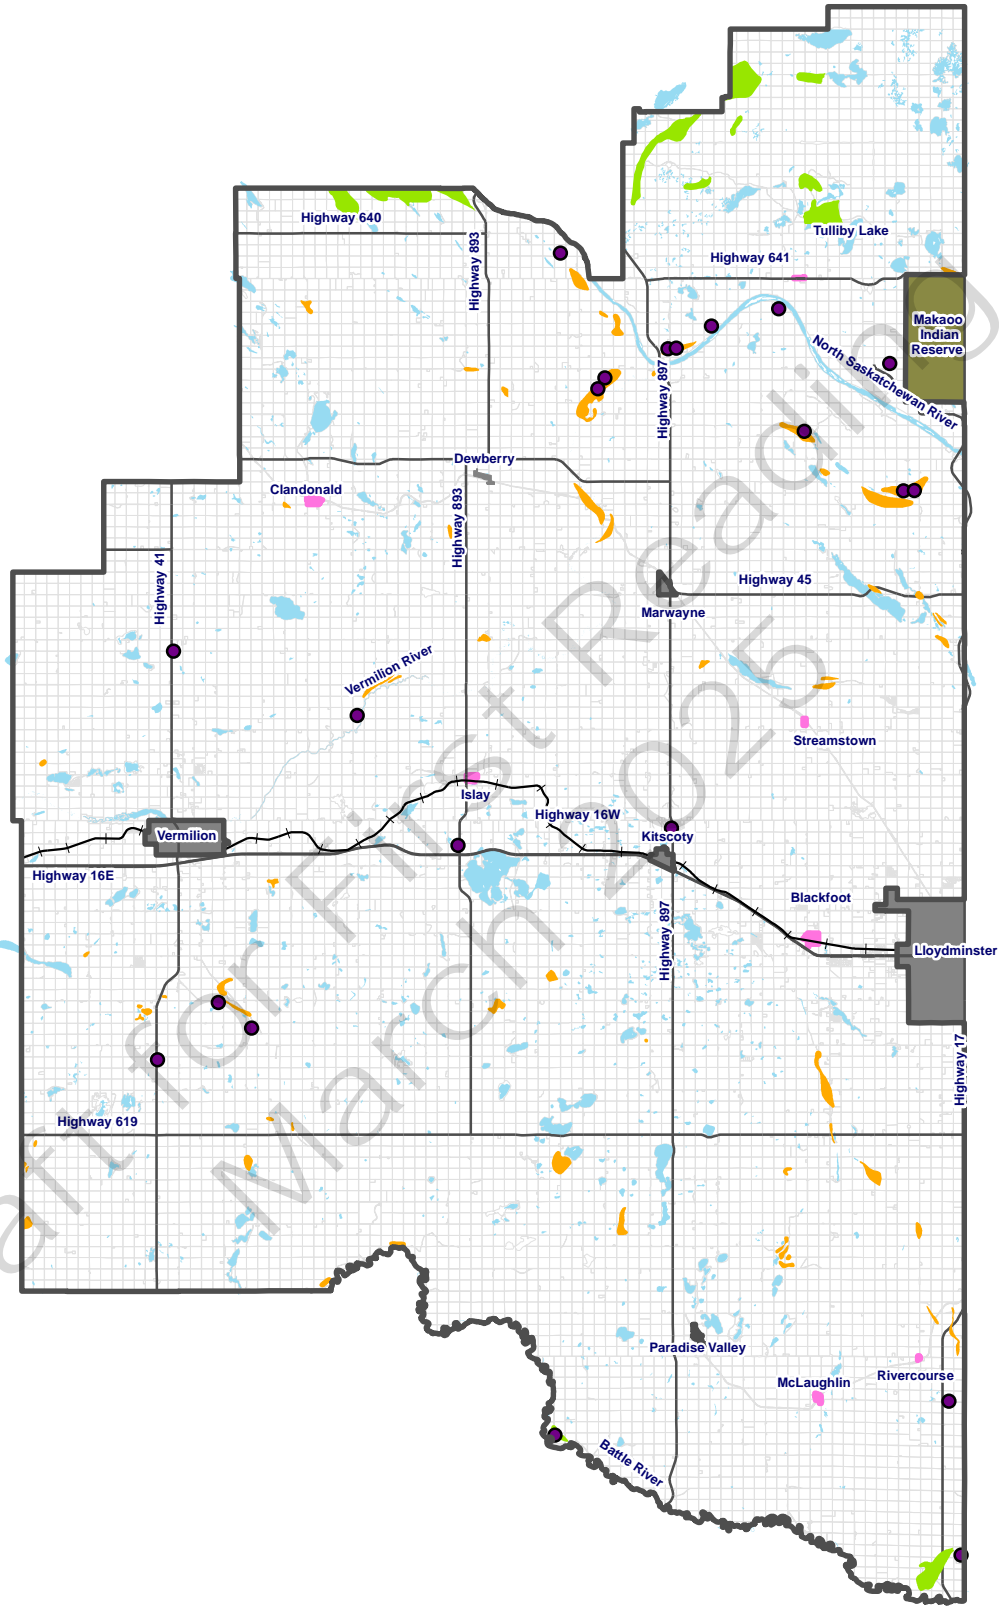 Highway 640
Highway 893
Tulliby Lake
Highway 641
Makaoo
Indian
Reserve
North Saskatchewan River
Highway 897
Dewberry
Clandonald
Highway 893
Highway 41
Highway 45
Marwayne
Vermilion River
Streamstown
Islay
Highway 16W
Vermilion
Kitscoty
Highway 16E
Blackfoot
Highway 897
Lloydminster
Highway 17
Highway 619
Paradise Valley
McLaughlin
Rivercourse
Battle River
aft for First Reading
March 2025